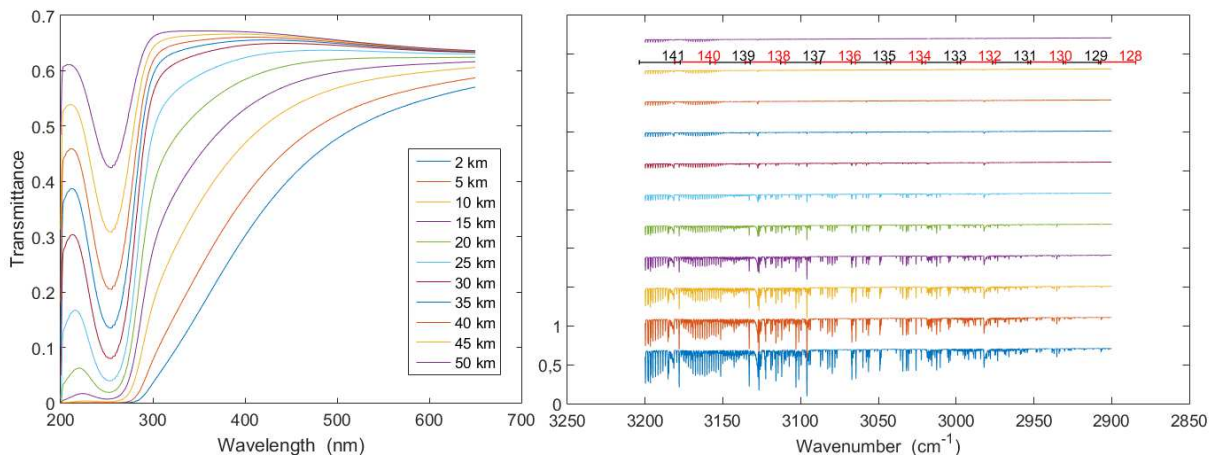 0.7
0.6
0.5
0.4
0.3
0.2
0.1
0
Transmittance
200 300 400 500 600 700
Wavelength (nm)
2 km
5 km
10 km
15 km
20 km
25 km
30 km
35 km
40 km
45 km
50 km
141 140 139 138 137 136 135 134 133 132 131 130 129 128
1
0.5
0
3250 3200 3150 3100 3050 3000 2950 2900 2850
Wavenumber (cm⁻¹)